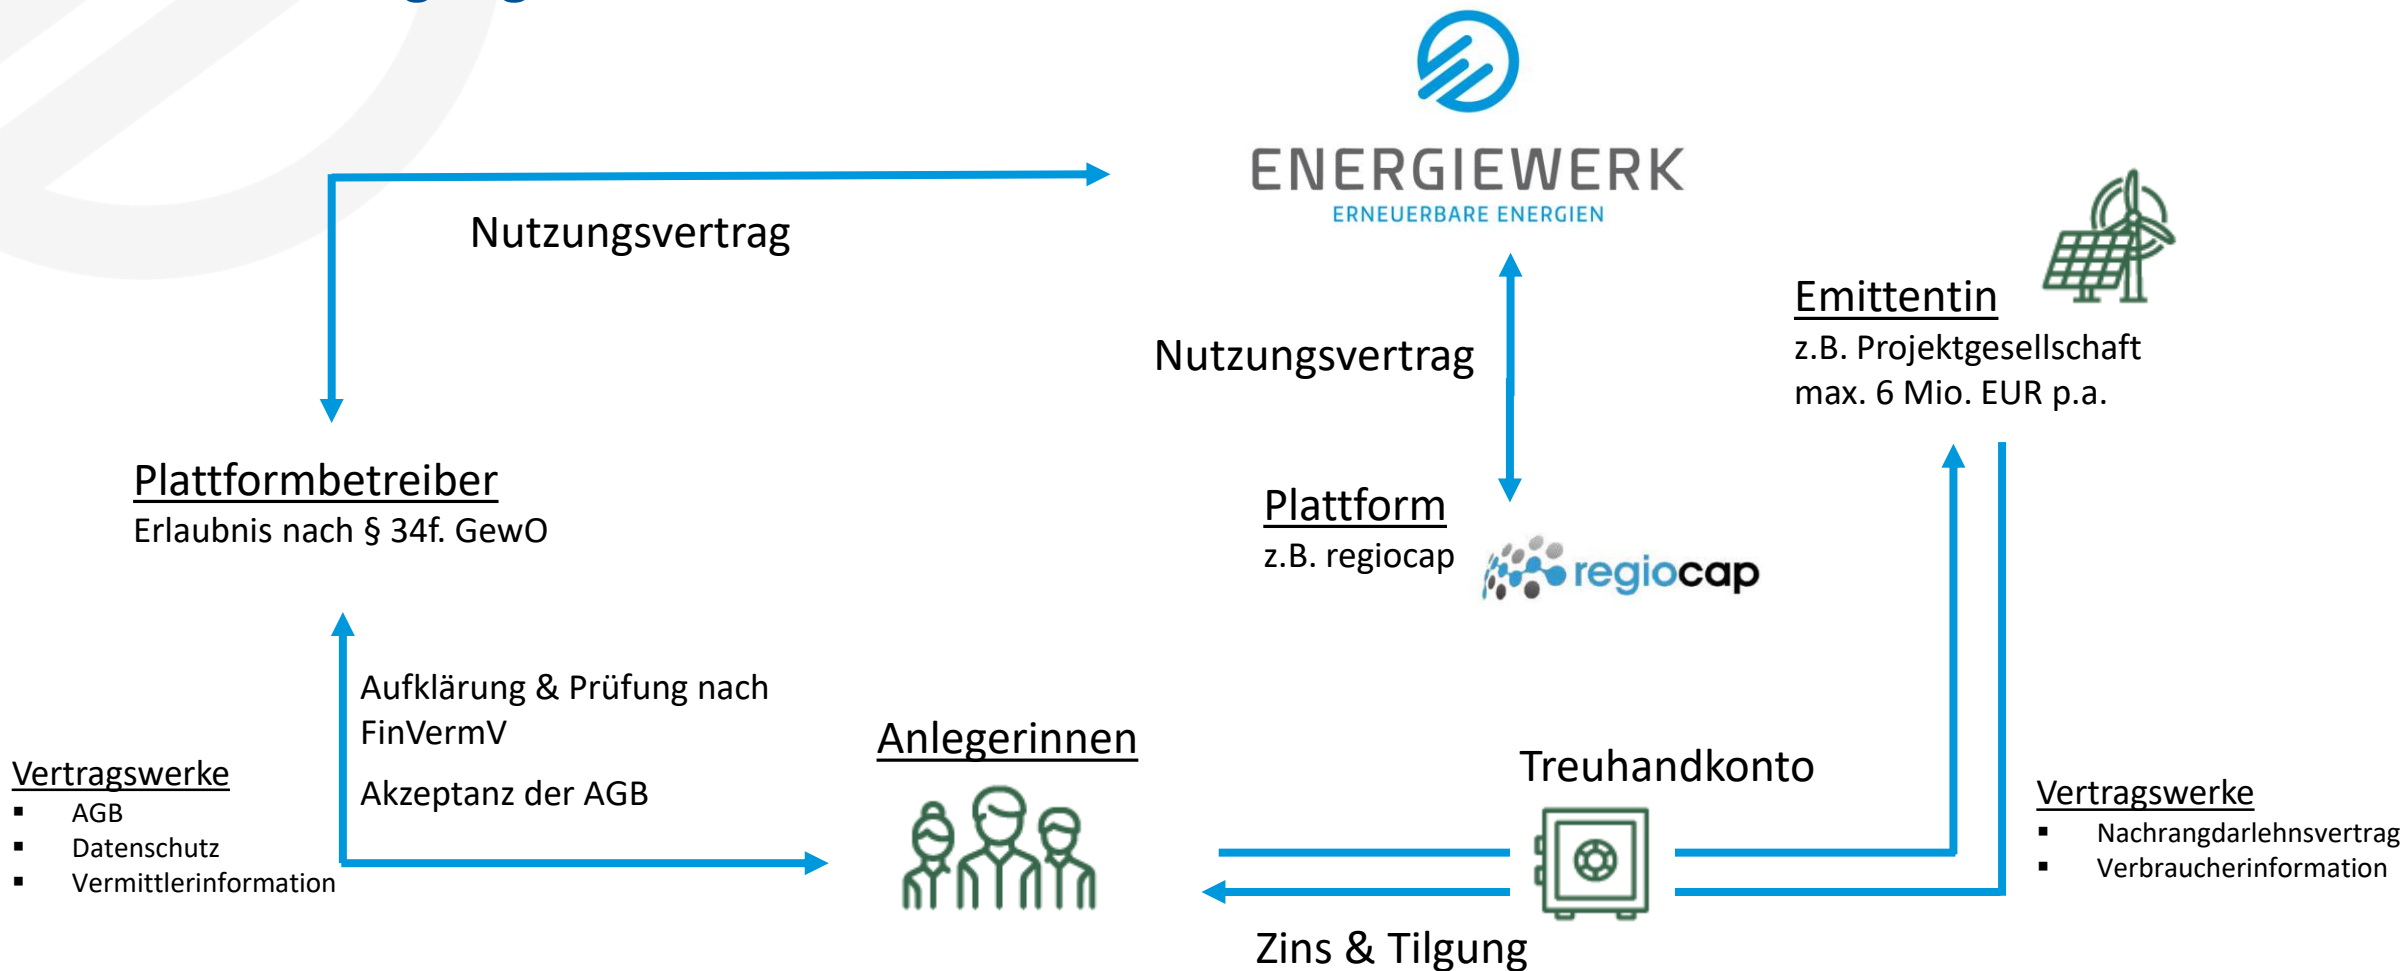 ENERGIEWERK
ERNEUERBARE ENERGIEN
Nutzungsvertrag
Emittentin
z.B. Projektgesellschaft
max. 6 Mio. EUR p.a.
Nutzungsvertrag
Plattformbetreiber
Erlaubnis nach § 34f. GewO
Plattform
z.B. regiocap
regiocap
Aufklärung & Prüfung nach
FinVermV
Akzeptanz der AGB
Vertragswerke
▪ AGB
▪ Datenschutz
▪ Vermittlerinformation
Anlegerinnen
Treuhandkonto
Zins & Tilgung
Vertragswerke
▪ Nachrangdarlehnsvertrag
▪ Verbraucherinformation